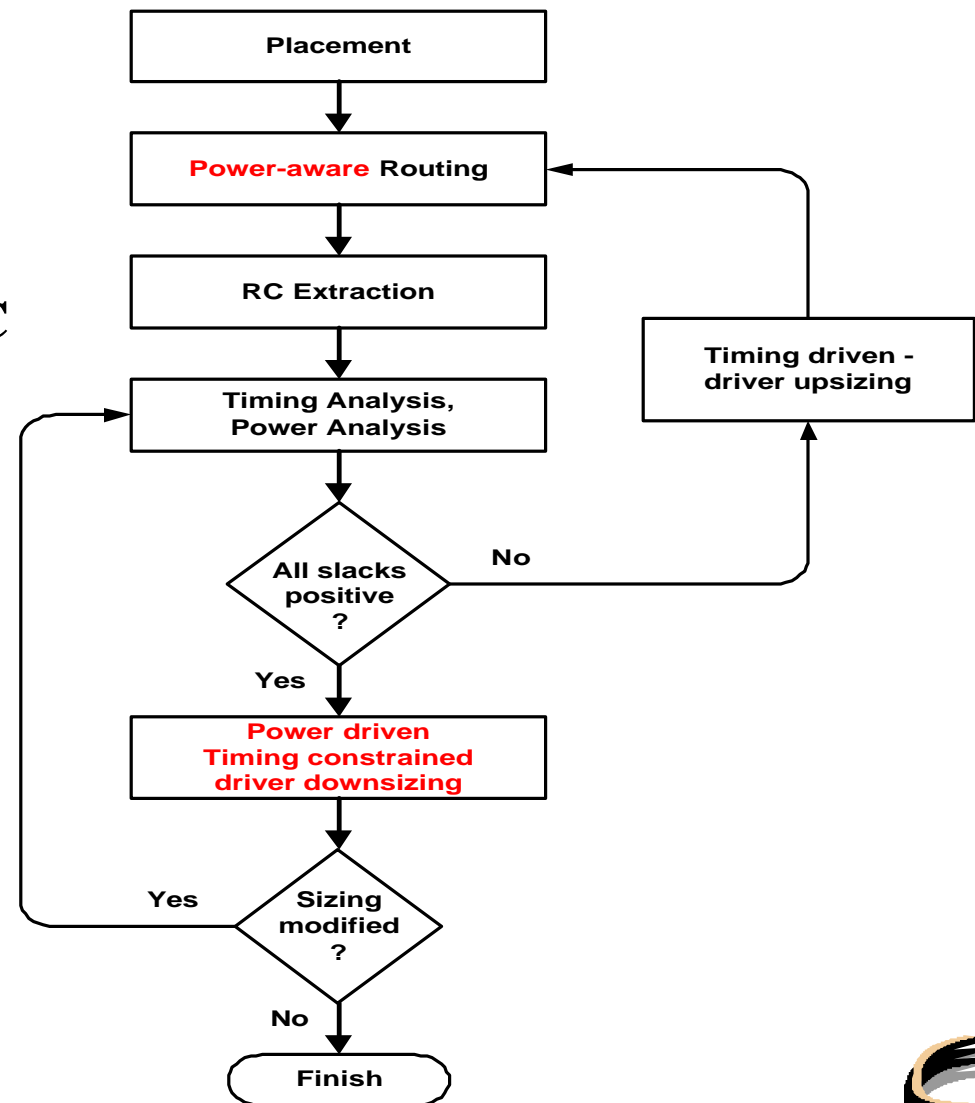 Placement
Power-aware Routing
RC Extraction
Timing Analysis,
Power Analysis
Timing driven -
driver upsizing
All slacks
positive
?
No
Yes
Power driven
Timing constrained
driver downsizing
Sizing
modified
?
Yes
No
Finish